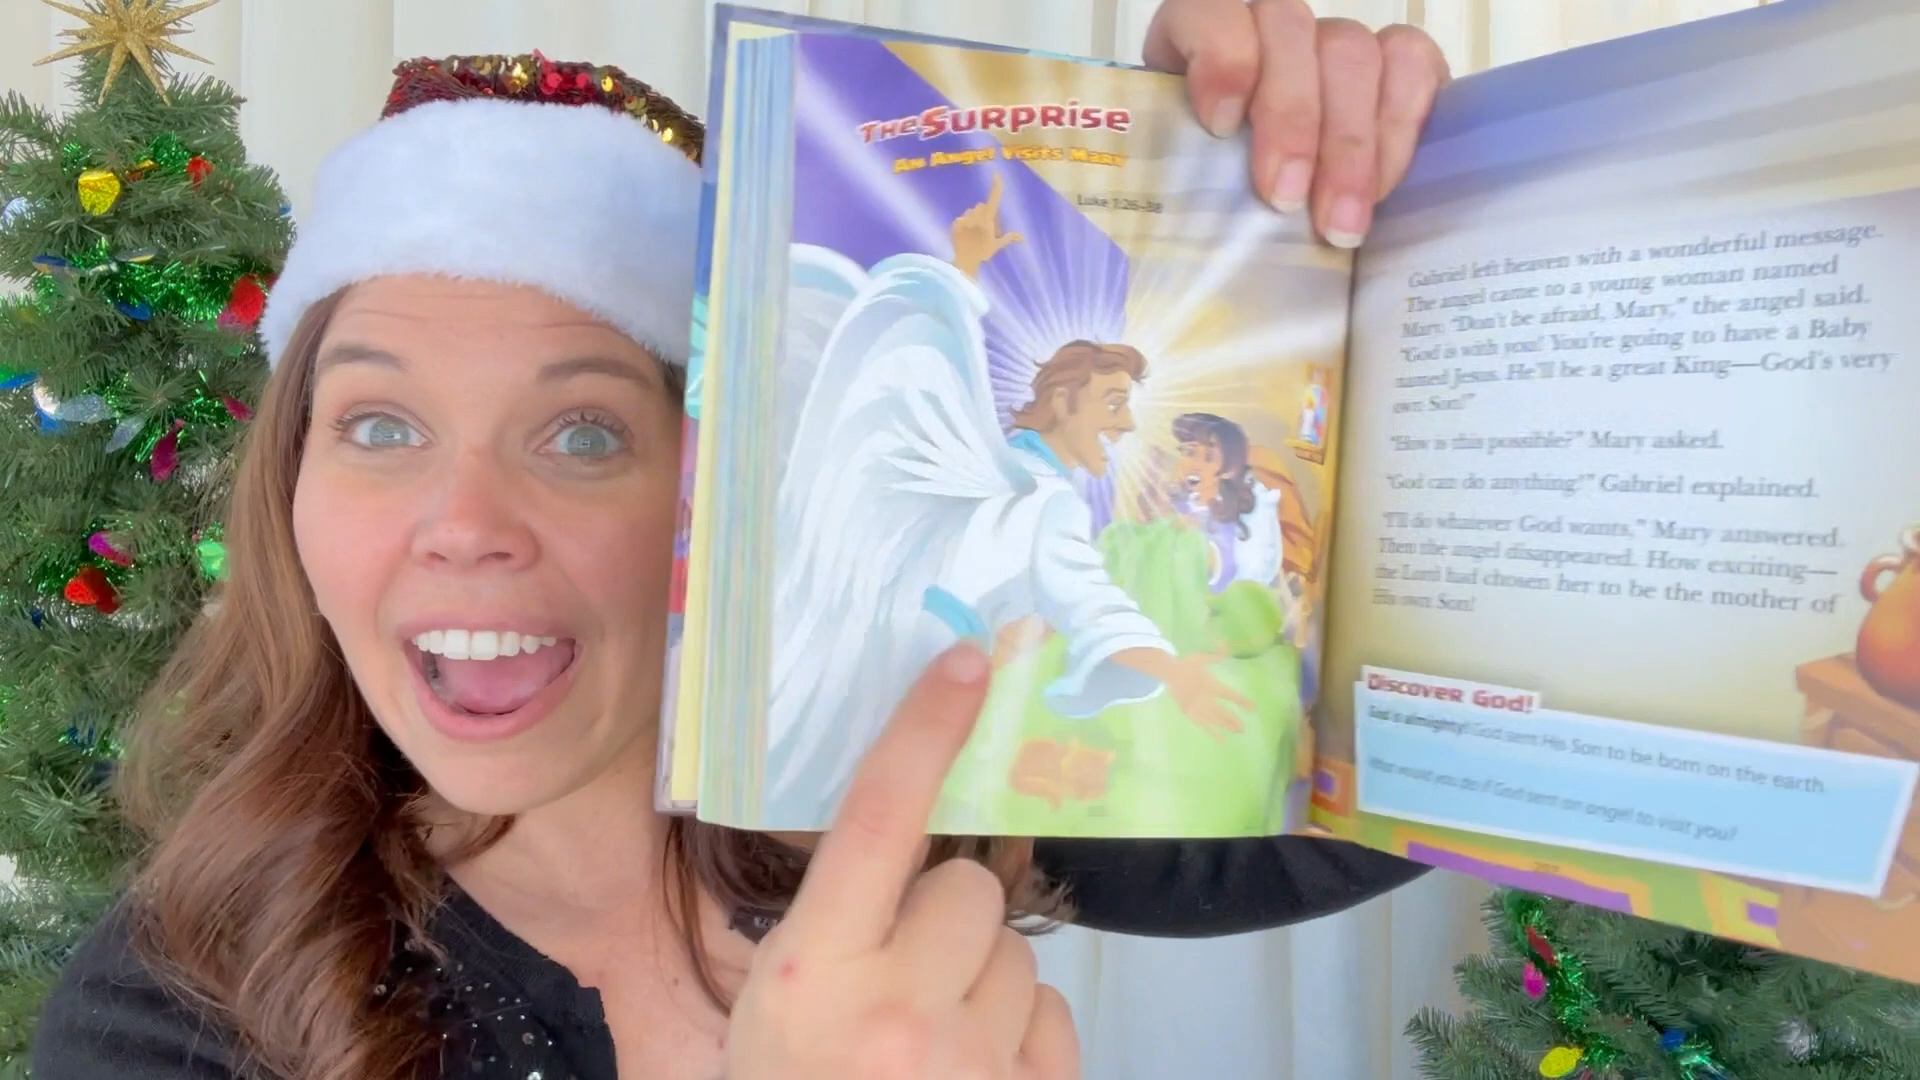 The Surprise
An Angel Visits Mary
Luke 1:26–38
Gabriel left heaven with a wonderful message.
The angel came to a young woman named
Mary. "Don't be afraid, Mary," the angel said.
"God is with you! You're going to have a Baby
named Jesus. He'll be a great King—God's very
own Son!"
"How is this possible?" Mary asked.
"God can do anything!" Gabriel explained.
"I'll do whatever God wants," Mary answered.
Then the angel disappeared. How exciting—
the Lord had chosen her to be the mother of
His own Son!
Discover God!
God is almighty! God sent His Son to be born on the earth
What would you do if God sent an angel to visit you?